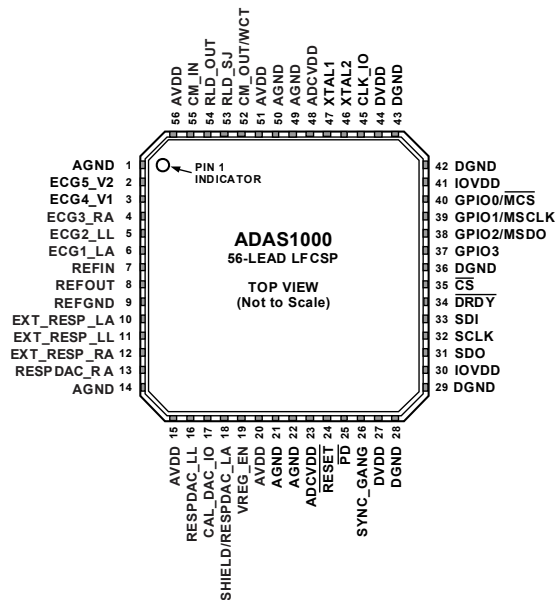 56 AVDD
55 CM_IN
54 RLD_OUT
53 RLD_SJ
52 CM_OUT/WCT
51 AVDD
50 AGND
49 AGND
48 ADCVDD
47 XTAL1
46 XTAL2
45 CLK_IO
44 DVDD
43 DGND
AGND 1
ECG5_V2 2
ECG4_V1 3
ECG3_RA 4
ECG2_LL 5
ECG1_LA 6
REFIN 7
REFOUT 8
REFGND 9
EXT_RESP_LA 10
EXT_RESP_LL 11
EXT_RESP_RA 12
RESPDAC_RA 13
AGND 14
PIN 1
INDICATOR
ADAS1000
56-LEAD LFCSP
TOP VIEW
(Not to Scale)
42 DGND
41 IOVDD
40 GPIO0/MCS
39 GPIO1/MSCLK
38 GPIO2/MSDO
37 GPIO3
36 DGND
35 CS
34 DRDY
33 SDI
32 SCLK
31 SDO
30 IOVDD
29 DGND
AVDD 15
RESPDAC_LL 16
CAL_DAC_IO 17
SHIELD/RESPDAC_LA 18
VREG_EN 19
AVDD 20
AGND 21
AGND 22
ADCVDD 23
RESET 24
PD 25
SYNC_GANG 26
DVDD 27
DGND 28